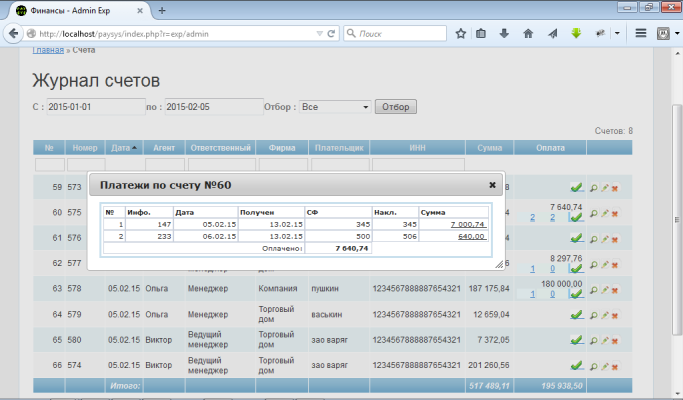 Финансы - Admin Exp
http://localhost/paysys/index.php?r=exp/admin
Поиск
Главная » Счета
Журнал счетов
С : 2015-01-01 по : 2015-02-05 Отбор : Все Отбор
Счетов: 8
№ Номер Дата Агент Ответственный Фирма Плательщик ИНН Сумма Оплата
59 573
Платежи по счету №60
№ Инфо. Дата Получен СФ Накл. Сумма
1 147 05.02.15 13.02.15 345 345 7 000,74
2 233 06.02.15 13.02.15 500 506 640,00
Оплачено: 7 640,74
60 575 7 640,74
2 2
61 576
62 577 менеджер дом 8 297,76
1 0
63 578 05.02.15 Ольга Менеджер Компания пушкин 1234567888887654321 187 175,84 180 000,00
1 0
64 579 05.02.15 Ольга Менеджер Торговый дом васькин 1234567888887654321 12 659,04
65 580 05.02.15 Виктор Ведущий менеджер Торговый дом зао варяг 1234567888887654321 7 372,05
66 574 05.02.15 Виктор Ведущий менеджер Торговый дом зао варяг 1234567888887654321 201 260,56
Итого: 517 489,11 195 938,50